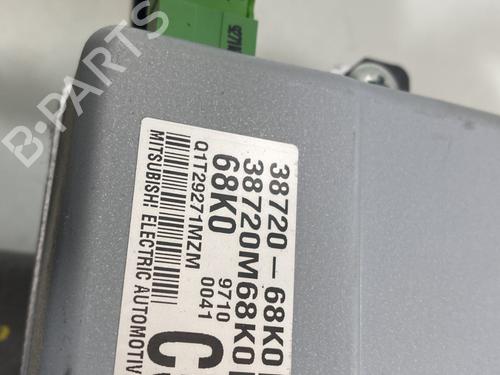 38720-68K0
38720M68K0
68K0
Q1T29271MZM
9710
0041
MITSUBISHI ELECTRIC AUTOMOTIV
C
B-PARTS